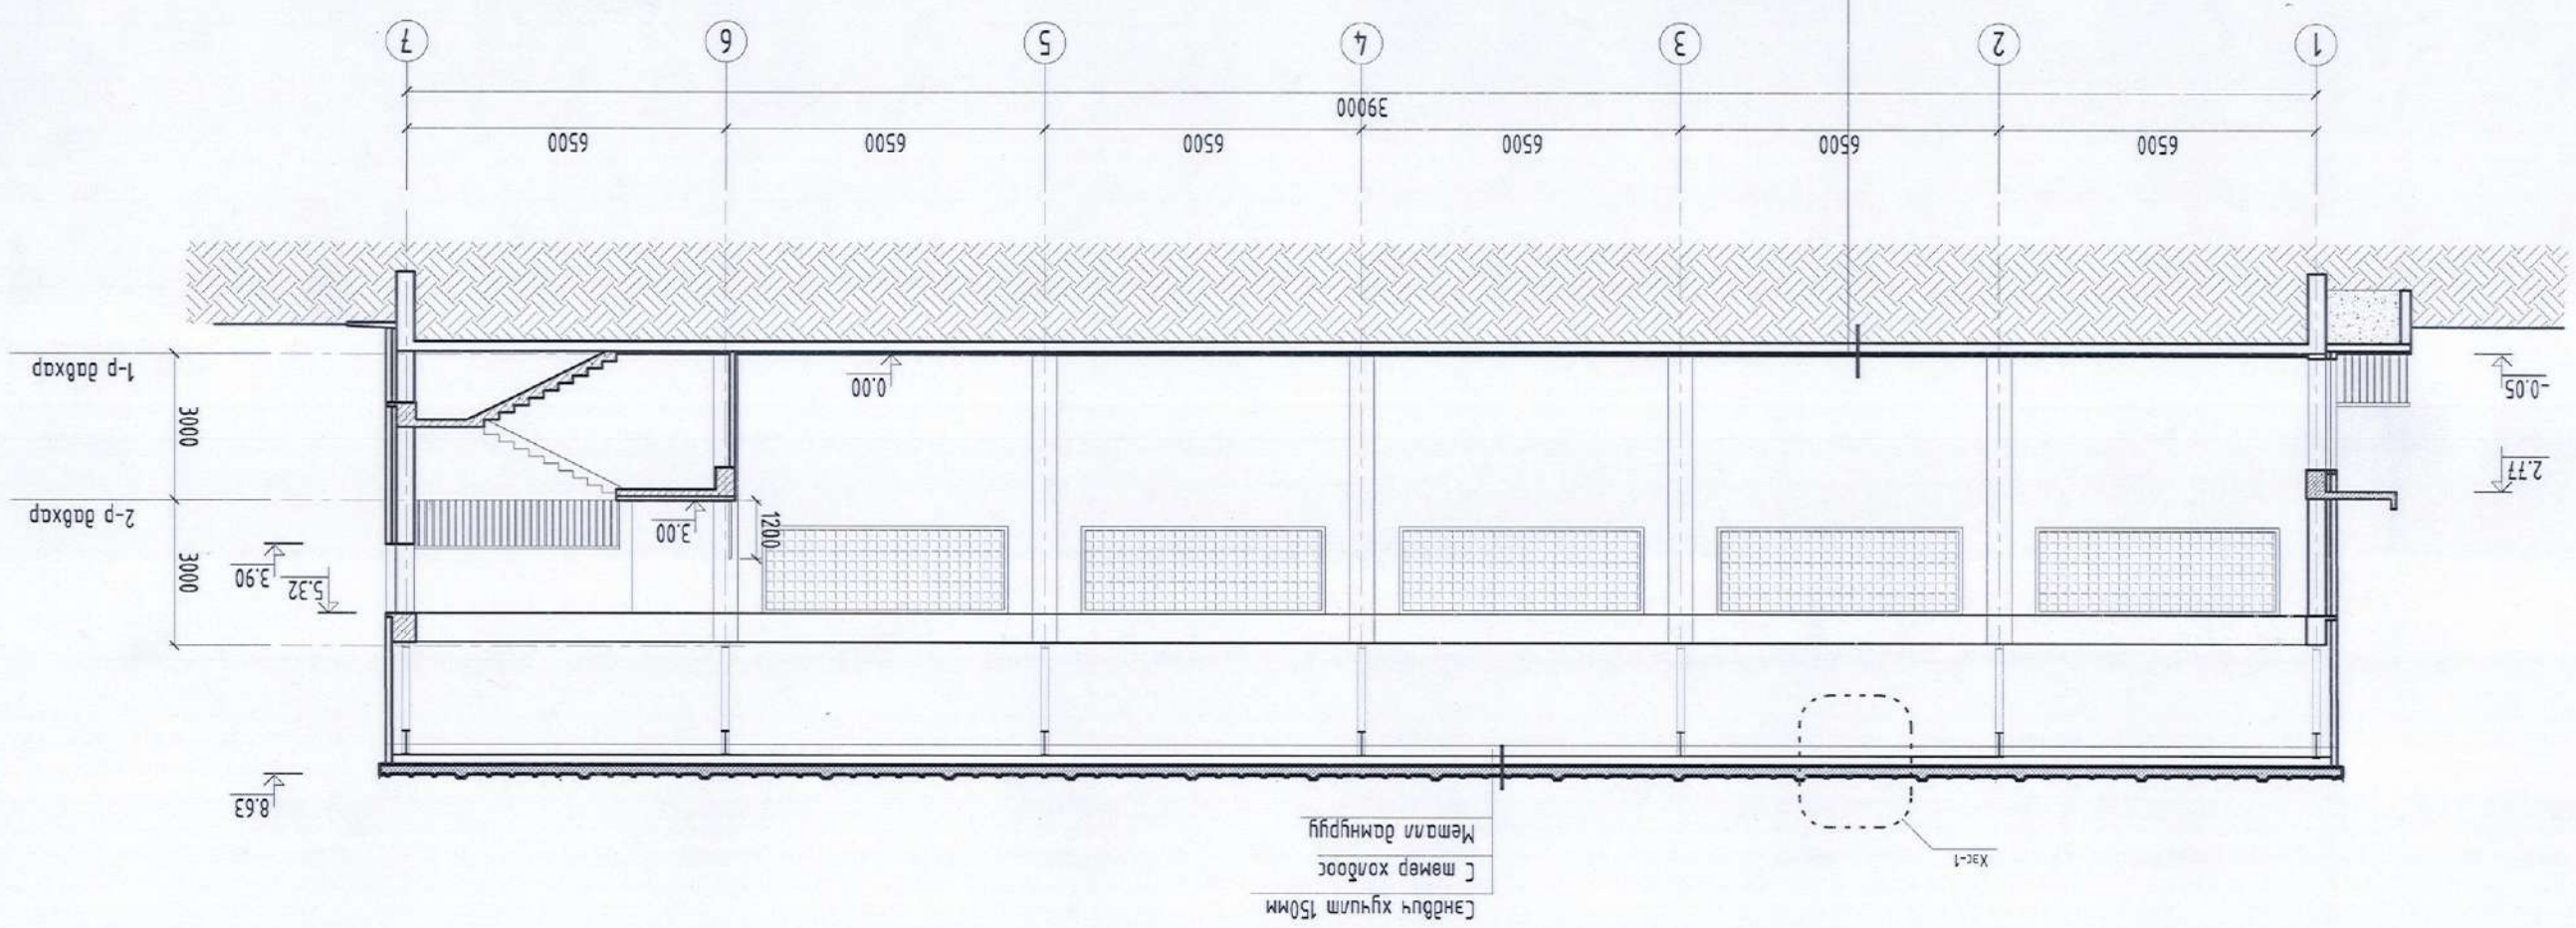 Сэндвич хучилт 150мм
С төмөр холбоос
Металл дамнуруу
Хэс-1
8.63
5.32
3.90
3000
1200
3.00
2-р давхар
2.77
3000
-0.05
0.00
1-р давхар
6500 6500 6500 6500 6500 6500
39000
1 2 3 4 5 6 7